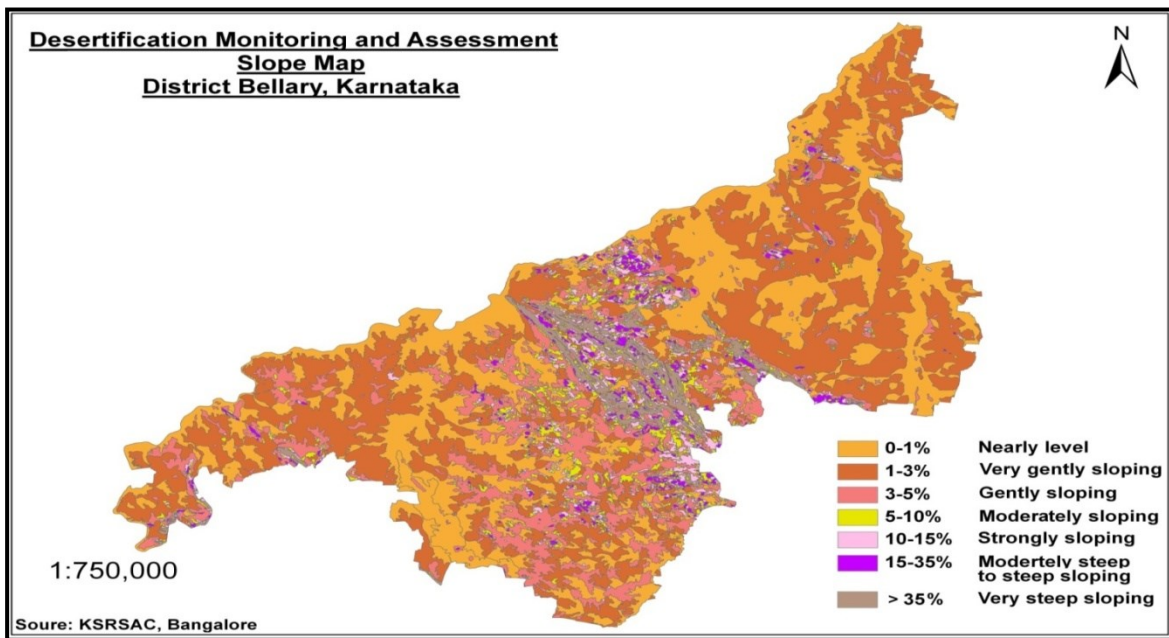 Desertification Monitoring and Assessment
Slope Map
District Bellary, Karnataka
N
0-1% Nearly level
1-3% Very gently sloping
3-5% Gently sloping
5-10% Moderately sloping
10-15% Strongly sloping
15-35% Modertely steep
to steep sloping
> 35% Very steep sloping
1:750,000
Soure: KSRSAC, Bangalore